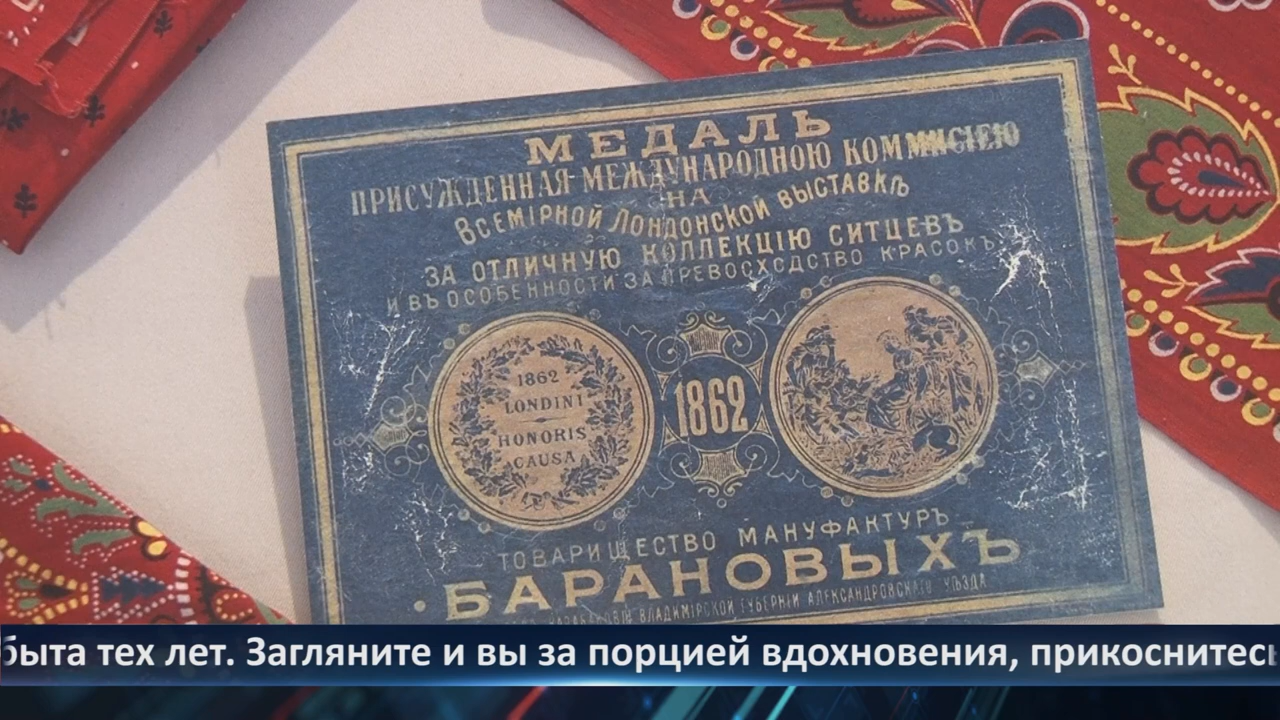 МЕДАЛЬ
ПРИСУЖДЕННАЯ МЕЖДУНАРОДНОЮ КОММИСІЕЮ
НА
ВСЕМІРНОЙ ЛОНДОНСКОЙ ВЫСТАВКѢ
ЗА ОТЛИЧНУЮ КОЛЛЕКЦІЮ СИТЦЕВЪ
И ВЪ ОСОБЕННОСТИ ЗА ПРЕВОСХОДСТВО КРАСОКЪ
1862
LONDINI
HONORIS
CAUSA
1862
ТОВАРИЩЕСТВО МАНУФАКТУРЪ
БАРАНОВЫХЪ
ВЛАДИМІРСКОЙ ГУБЕРНІИ АЛЕКСАНДРОВСКАГО УѢЗДА
быта тех лет. Загляните и вы за порцией вдохновения, прикоснитесь